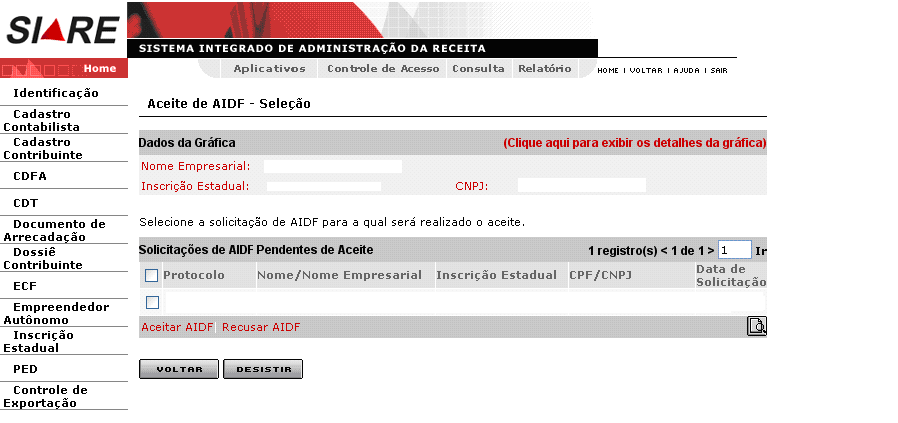 SIARE
SISTEMA INTEGRADO DE ADMINISTRAÇÃO DA RECEITA
Home
Aplicativos Controle de Acesso Consulta Relatório
HOME | VOLTAR | AJUDA | SAIR
Identificação
Cadastro
Contabilista
Cadastro
Contribuinte
CDFA
CDT
Documento de
Arrecadação
Dossiê
Contribuinte
ECF
Empreendedor
Autônomo
Inscrição
Estadual
PED
Controle de
Exportação
Aceite de AIDF - Seleção
Dados da Gráfica (Clique aqui para exibir os detalhes da gráfica)
Nome Empresarial:
Inscrição Estadual: CNPJ:
Selecione a solicitação de AIDF para a qual será realizado o aceite.
Solicitações de AIDF Pendentes de Aceite 1 registro(s) < 1 de 1 > 1 Ir
Protocolo Nome/Nome Empresarial Inscrição Estadual CPF/CNPJ Data de
Solicitação
Aceitar AIDF | Recusar AIDF
VOLTAR DESISTIR